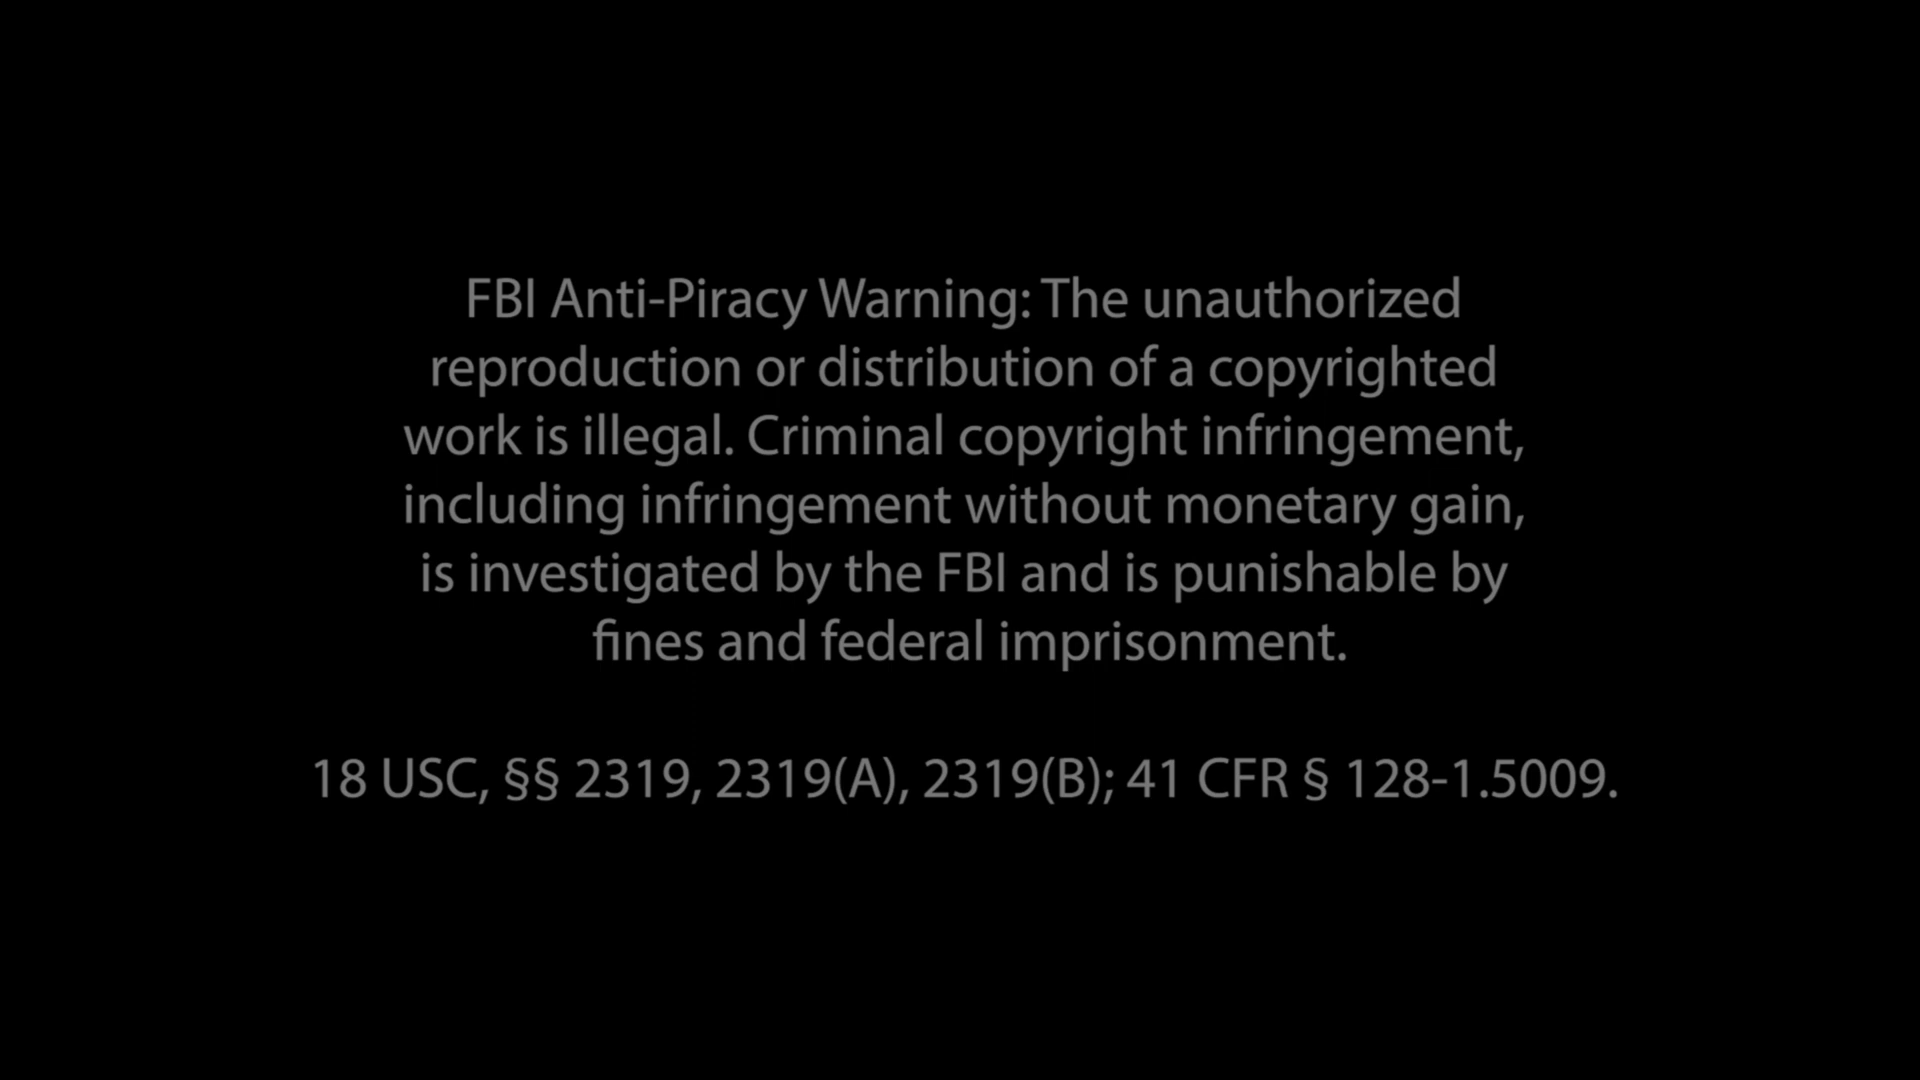 FBI Anti-Piracy Warning: The unauthorized
reproduction or distribution of a copyrighted
work is illegal. Criminal copyright infringement,
including infringement without monetary gain,
is investigated by the FBI and is punishable by
fines and federal imprisonment.
18 USC, §§ 2319, 2319(A), 2319(B); 41 CFR § 128-1.5009.